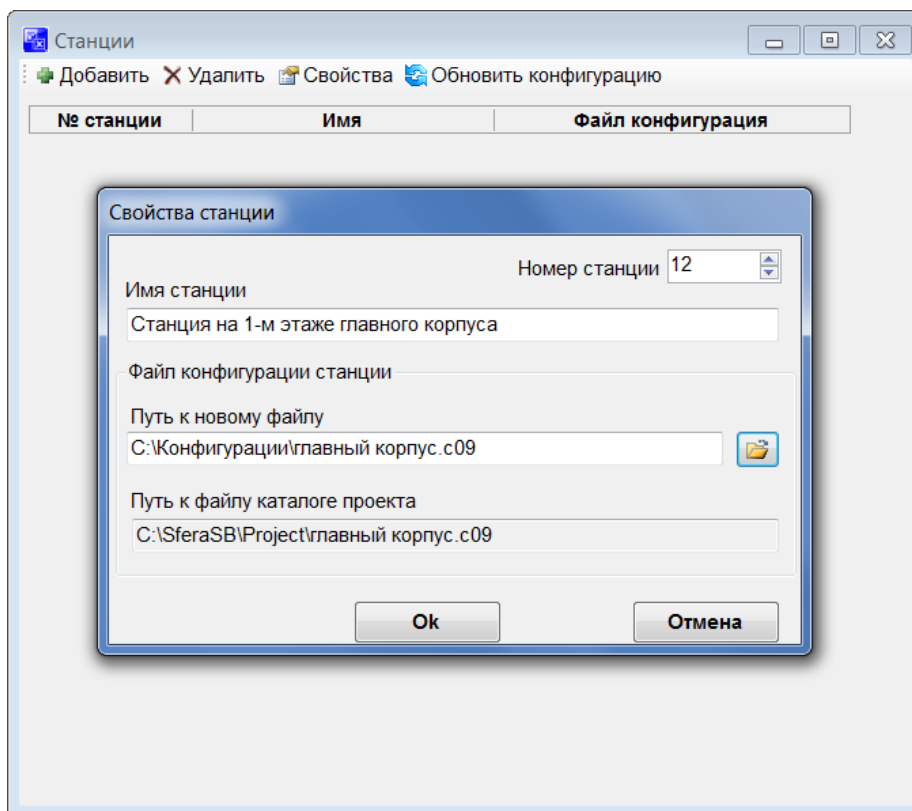 Станции
Добавить Удалить Свойства Обновить конфигурацию
№ станции Имя Файл конфигурация
Свойства станции
Номер станции 12
Имя станции
Станция на 1-м этаже главного корпуса
Файл конфигурации станции
Путь к новому файлу
C:\Конфигурации\главный корпус.c09
Путь к файлу каталоге проекта
C:\SferaSB\Project\главный корпус.c09
Ok Отмена